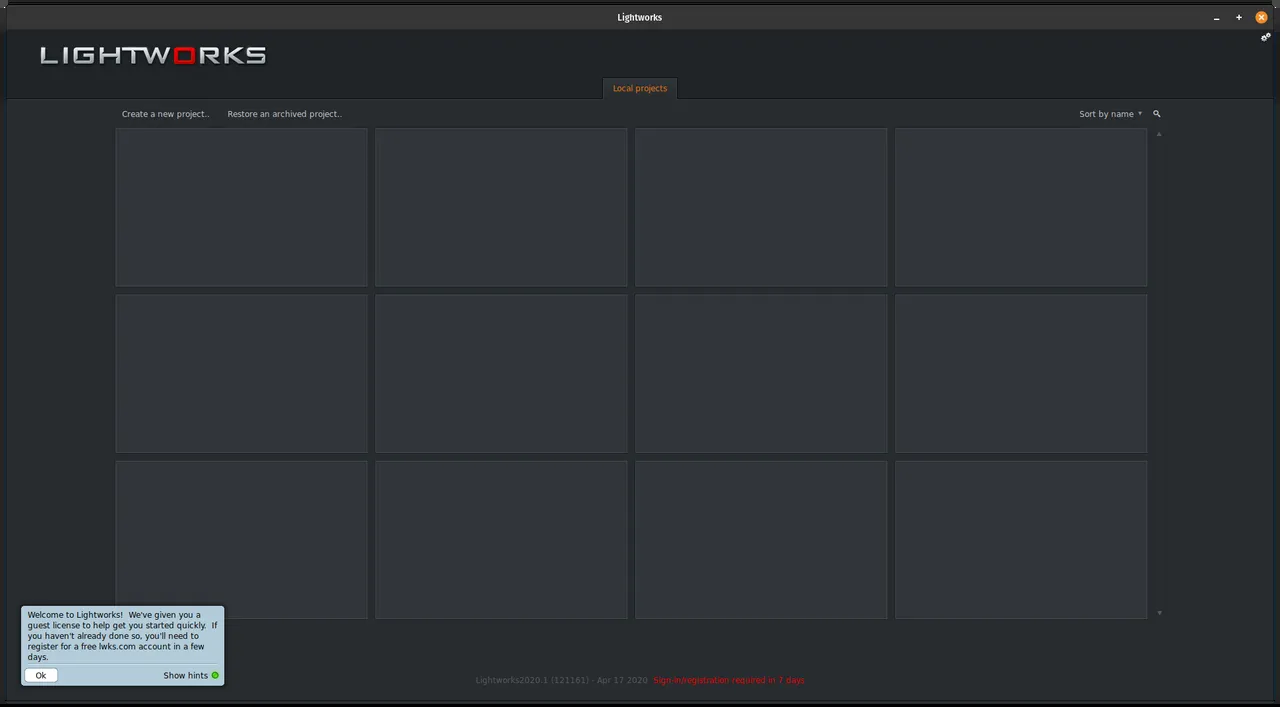 Lightworks
LIGHTWORKS
Local projects
Create a new project.. Restore an archived project.. Sort by name
Welcome to Lightworks! We've given you a
guest license to help get you started quickly. If
you haven't already done so, you'll need to
register for a free lwks.com account in a few
days.
Ok Show hints
Lightworks2020.1 (E21161) - Apr 17 2020 Sign-in/registration required in 7 days